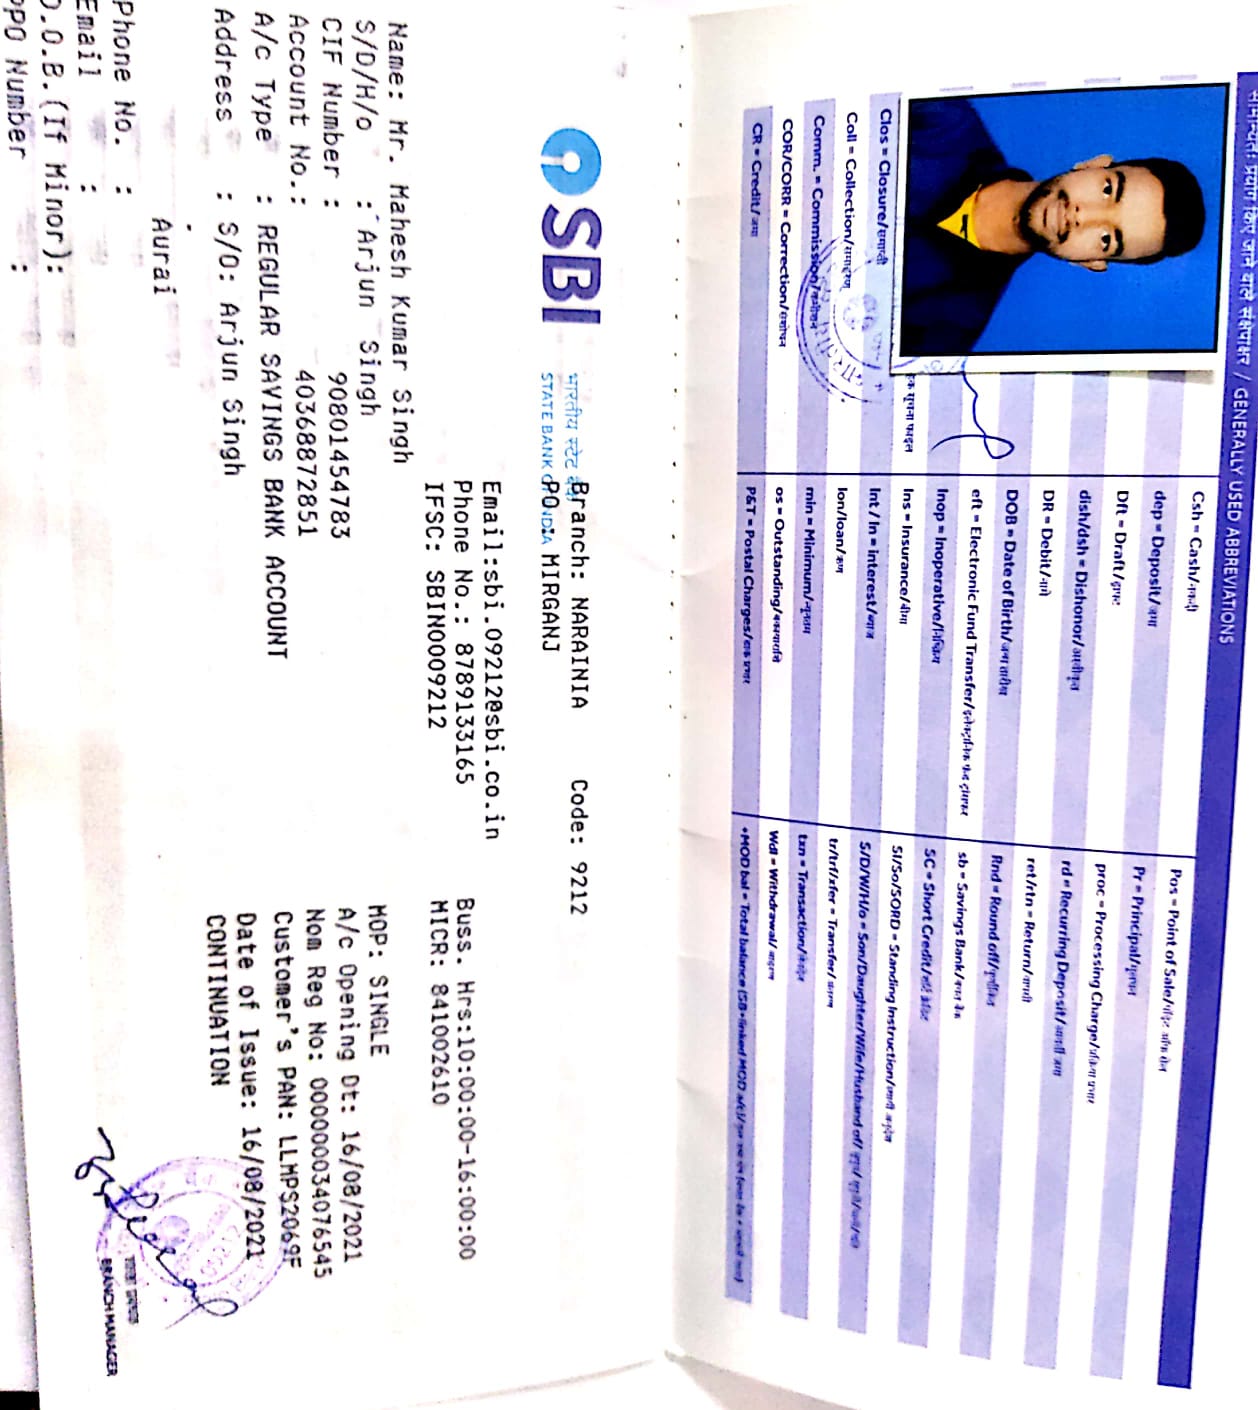 SBI
भारतीय स्टेट बैंक
STATE BANK OF INDIA
Branch: NARAINIA Code: 9212
PO : MIRGANJ
Email:sbi.09212@sbi.co.in
Phone No.: 8789133165 Buss. Hrs:10:00:00-16:00:00
IFSC: SBIN0009212 MICR: 841002610
Name: Mr. Mahesh Kumar Singh
S/D/H/o : Arjun Singh MOP: SINGLE
CIF Number : 90801454783 A/c Opening Dt: 16/08/2021
Account No.: 40368872851 Nom Reg No: 000000034076545
A/c Type : REGULAR SAVINGS BANK ACCOUNT Customer's PAN: LLMPS2069F
Address : S/O: Arjun Singh Date of Issue: 16/08/2021
CONTINUATION
Aurai
Phone No. :
Email :
D.O.B.(If Minor):
PPO Number :
BRANCH MANAGER
सामान्यतः प्रयोग किए जाने वाले संक्षेपाक्षर / GENERALLY USED ABBREVIATIONS
Clos = Closure/समाप्ती
Coll = Collection/समाहरण
Comm. = Commission/कमीशन
COR/CORR = Correction/संशोधन
CR = Credit/जमा
Csh = Cash/नकदी
dep = Deposit/जमा
Dft = Draft/ड्राफ्ट
dish/dsh = Dishonor/अस्वीकृत
DR = Debit/नामे
DOB = Date of Birth/जन्म तारीख
eft = Electronic Fund Transfer/इलेक्ट्रॉनिक फंड ट्रांसफर
Inop = Inoperative/निष्क्रिय
Ins = Insurance/बीमा
Int / In = interest/ब्याज
lon/loan/ऋण
min = Minimum/न्यूनतम
os = Outstanding/बकायाराशि
P&T = Postal Charges/डाक प्रभार
Pos = Point of Sale/पॉइंट ऑफ सेल
Pr = Principal/मूलधन
proc = Processing Charge/प्रक्रिया प्रभार
rd = Recurring Deposit/आवर्ती जमा
ret/rtn = Return/वापसी
Rnd = Round off/पूर्णांकित
sb = Savings Bank/बचत बैंक
SC = Short Credit/शॉर्ट क्रेडिट
SI/So/SORD = Standing Instruction/स्थायी अनुदेश
S/D/W/H/o = Son/Daughter/Wife/Husband of/
tr/trf/xfer = Transfer/ अंतरण
txn = Transaction/लेनदेन
Wdl = Withdrawal/ आहरण
*MOD bal = Total balance (SB+linked MOD a/c)/